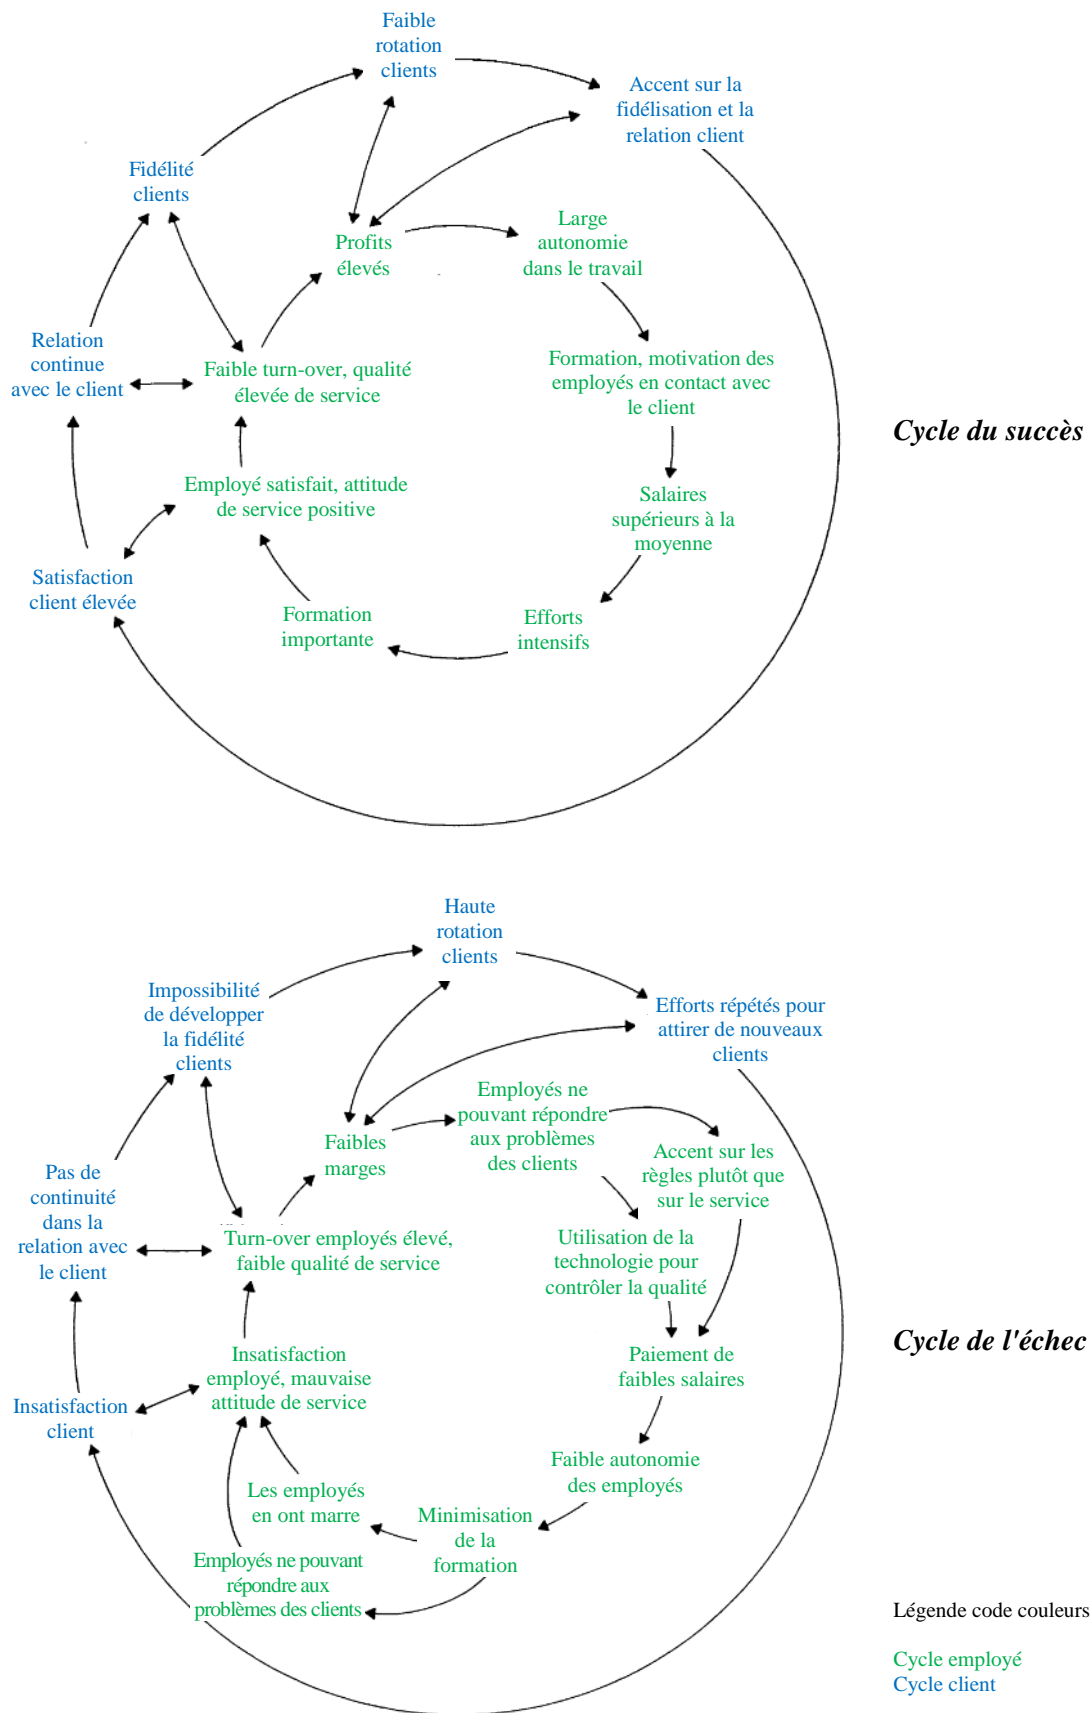 Faible
rotation
clients
Accent sur la
fidélisation et la
relation client
Fidélité
clients
Profits
élevés
Large
autonomie
dans le travail
Relation
continue
avec le client
Faible turn-over, qualité
élevée de service
Formation, motivation des
employés en contact avec
le client
Cycle du succès
Employé satisfait, attitude
de service positive
Salaires
supérieurs à la
moyenne
Satisfaction
client élevée
Formation
importante
Efforts
intensifs
Haute
rotation
clients
Impossibilité
de développer
la fidélité
clients
Efforts répétés pour
attirer de nouveaux
clients
Employés ne
pouvant répondre
aux problèmes
des clients
Faibles
marges
Accent sur les
règles plutôt que
sur le service
Pas de
continuité
dans la
relation avec
le client
Turn-over employés élevé,
faible qualité de service
Utilisation de la
technologie pour
contrôler la qualité
Cycle de l'échec
Insatisfaction
employé, mauvaise
attitude de service
Paiement de
faibles salaires
Insatisfaction
client
Faible autonomie
des employés
Les employés
en ont marre
Minimisation
de la
formation
Employés ne pouvant
répondre aux
problèmes des clients
Légende code couleurs
Cycle employé
Cycle client